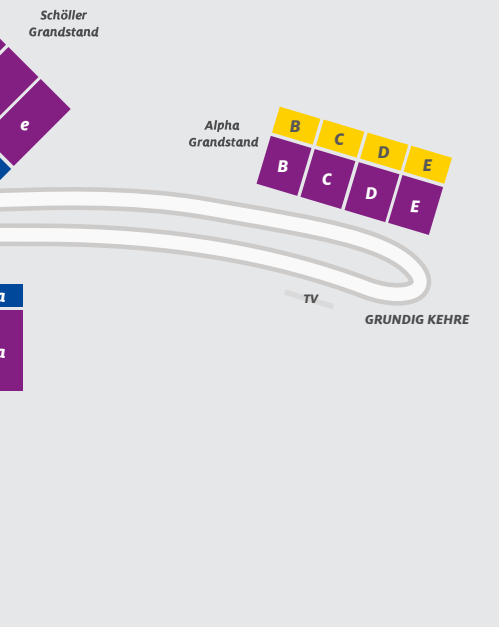 Schöller
Grandstand
e
Alpha
Grandstand
B C D E
B C D E
a
a
TV
GRUNDIG KEHRE